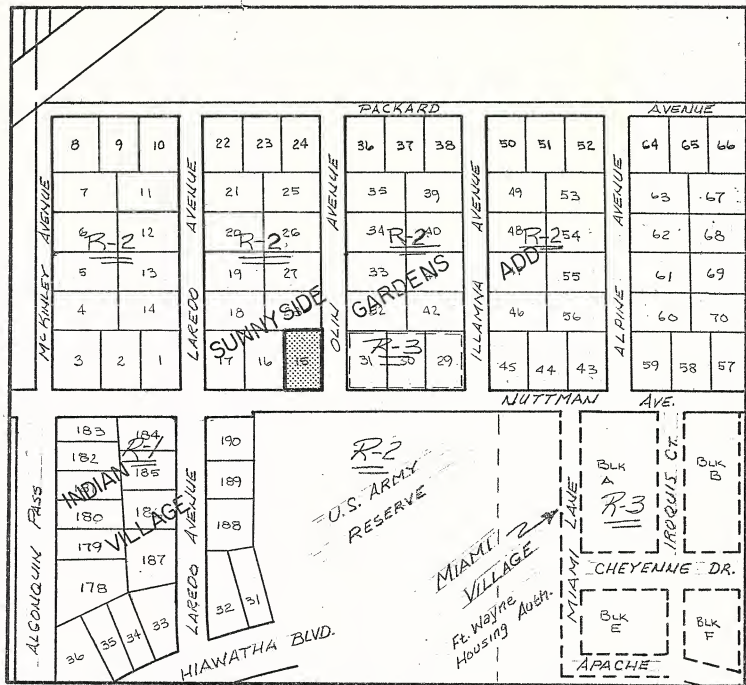 PACKARD AVENUE
8 9 10
22 23 24
36 37 38
50 51 52
64 65 66
7 11
21 25
35 39
49 53
63 67
6 12
20 26
34 40
48 54
62 68
R-2
R-2
R-2
R-2
5 13
19 27
33
55
61 69
4 14
18
42
46 56
60 70
3 2 1
17 16 15
31 30 29
R-3
45 44 43
59 58 57
McKINLEY AVENUE
LAREDO AVENUE
OLIN AVENUE
ILLAMNA AVENUE
ALPINE AVENUE
SUNNYSIDE GARDENS ADD
NUTTMAN AVE.
183 184
182 185
180
179 187
178
R-1
INDIAN
VILLAGE
36 35 34 33
190
189
188
32 31
ALGONQUIN PASS
LAREDO AVENUE
HIAWATHA BLVD.
R-2
U.S. ARMY
RESERVE
MIAMI
VILLAGE
Ft. Wayne
Housing Auth.
MIAMI LANE
BLK
A
R-3
IROQUIS CT.
BLK
B
CHEYENNE DR.
BLK
E
BLK
F
APACHE